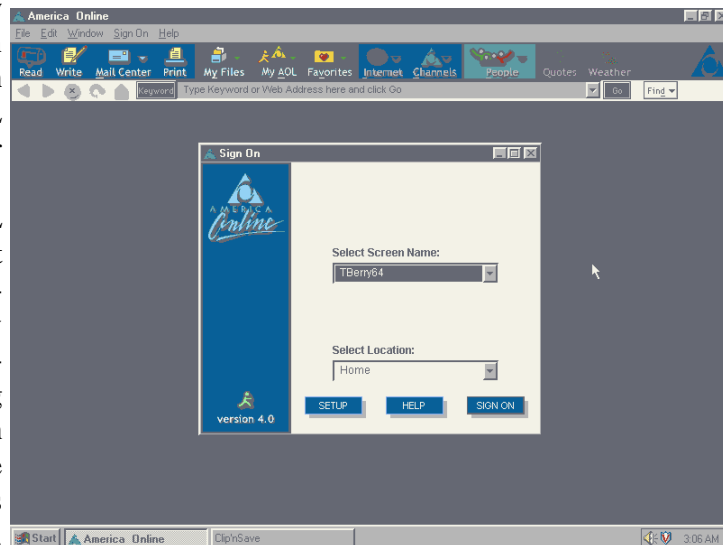 America Online
File Edit Window Sign On Help
Read Write Mail Center Print My Files My AOL Favorites Internet Channels People Quotes Weather
Keyword Type Keyword or Web Address here and click Go Go Find
Sign On
AMERICA
Online
Select Screen Name:
TBerry64
Select Location:
Home
version 4.0
SETUP HELP SIGN ON
Start America Online Clip'nSave 3:06 AM